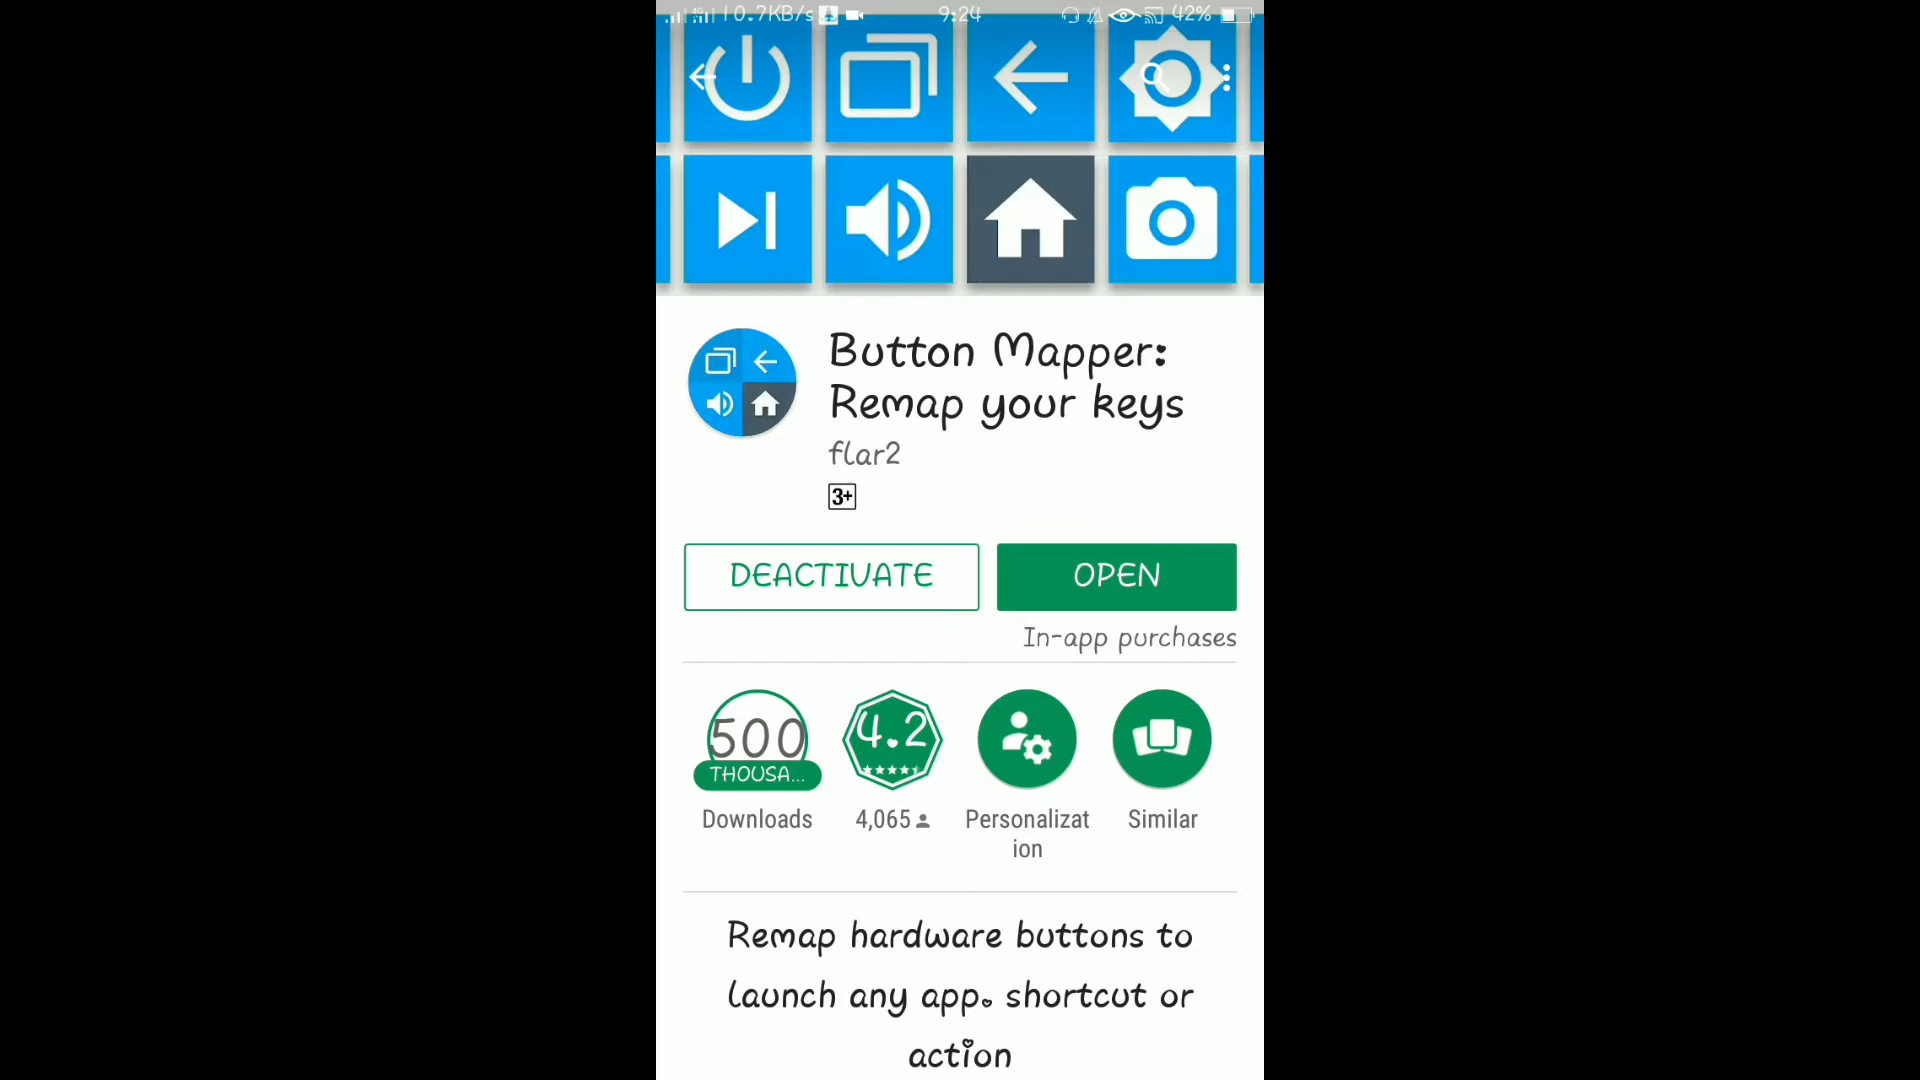 10.7KB/s 9:24 42%
Button Mapper:
Remap your keys
flar2
3+
DEACTIVATE OPEN
In-app purchases
500 4.2
THOUSA...
Downloads 4,065 Personalizat Similar
ion
Remap hardware buttons to
launch any app. shortcut or
action